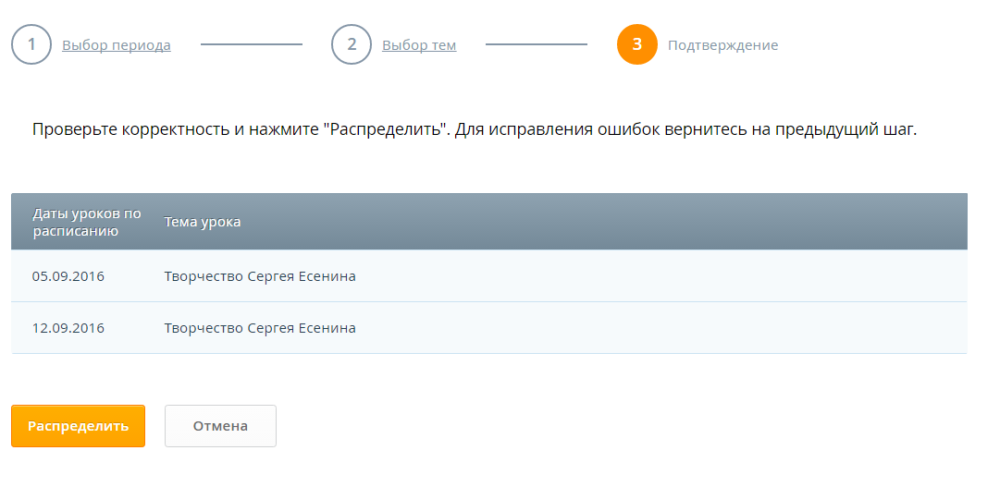 1 Выбор периода 2 Выбор тем 3 Подтверждение
Проверьте корректность и нажмите "Распределить". Для исправления ошибок вернитесь на предыдущий шаг.
Даты уроков по
расписанию
Тема урока
05.09.2016 Творчество Сергея Есенина
12.09.2016 Творчество Сергея Есенина
Распределить Отмена